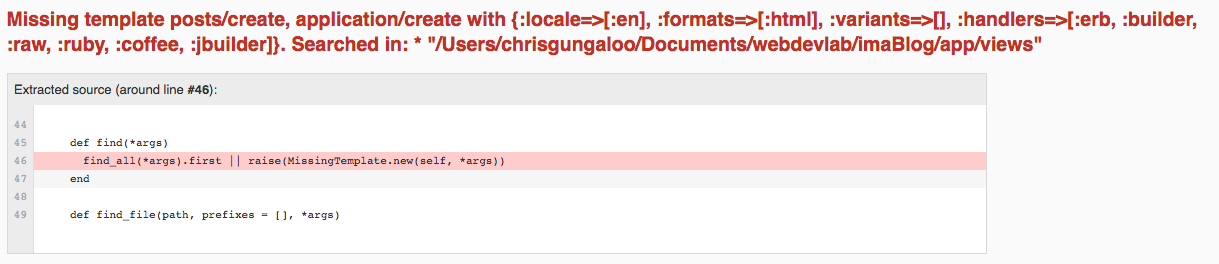 Missing template posts/create, application/create with {:locale=>[:en], :formats=>[:html], :variants=>[], :handlers=>[:erb, :builder,
:raw, :ruby, :coffee, :jbuilder]}. Searched in: * "/Users/chrisgungaloo/Documents/webdevlab/imaBlog/app/views"
Extracted source (around line #46):
44
45 def find(*args)
46 find_all(*args).first || raise(MissingTemplate.new(self, *args))
47 end
48
49 def find_file(path, prefixes = [], *args)